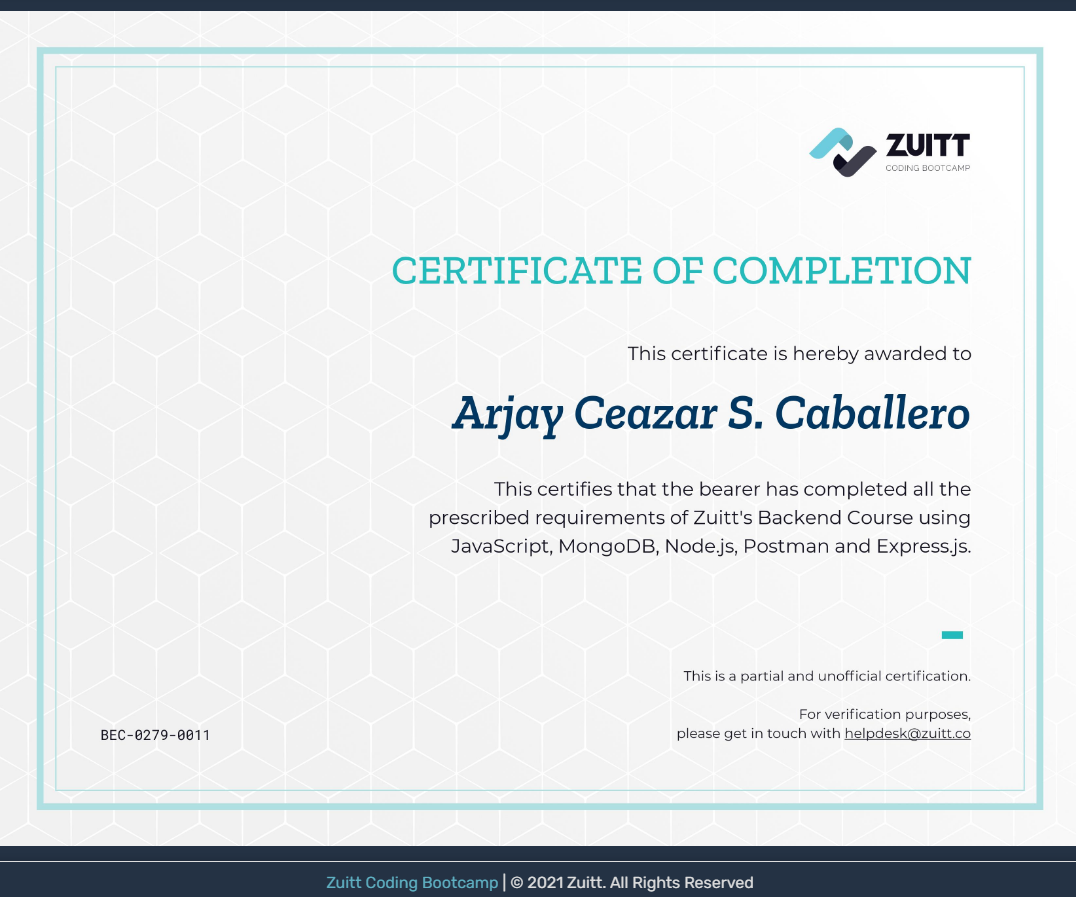 ZUITT
CODING BOOTCAMP
CERTIFICATE OF COMPLETION
This certificate is hereby awarded to
Arjay Ceazar S. Caballero
This certifies that the bearer has completed all the
prescribed requirements of Zuitt's Backend Course using
JavaScript, MongoDB, Node.js, Postman and Express.js.
This is a partial and unofficial certification.
For verification purposes,
please get in touch with helpdesk@zuitt.co
BEC-0279-0011
Zuitt Coding Bootcamp | © 2021 Zuitt. All Rights Reserved